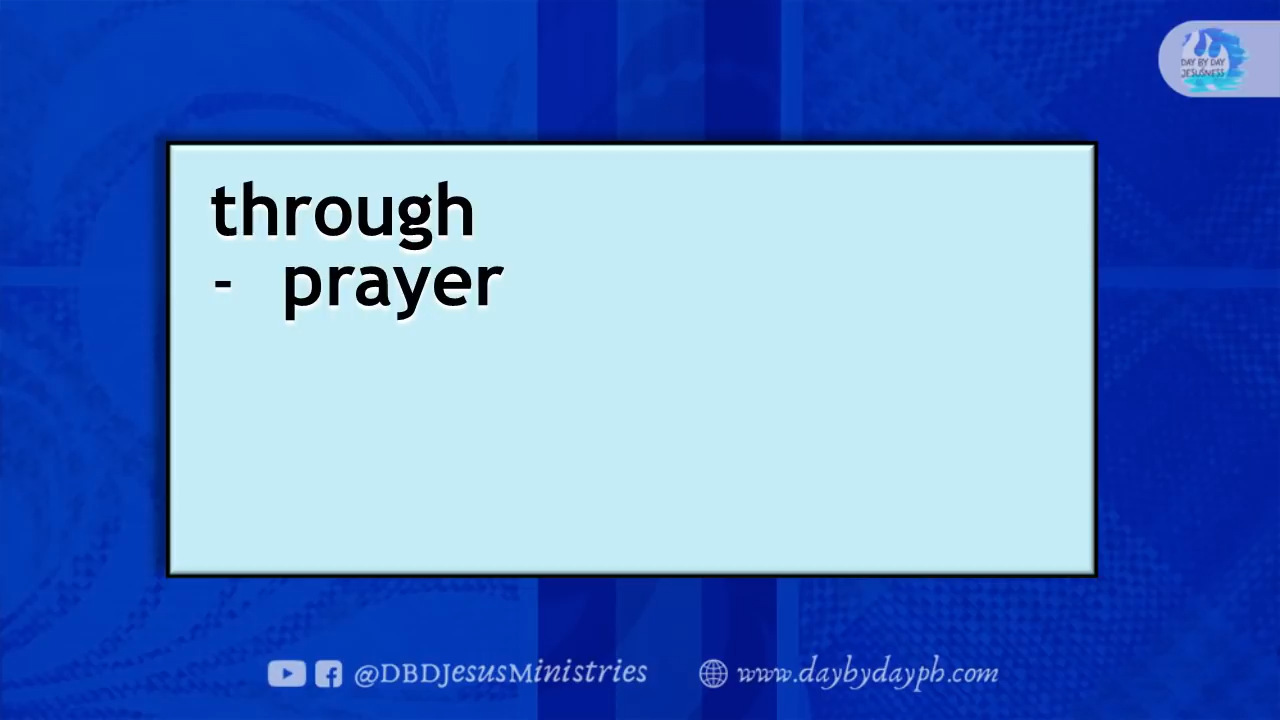 DAY BY DAY
JESUSNESS
through
- prayer
@DBDJesusMinistries
www.daybydayph.com